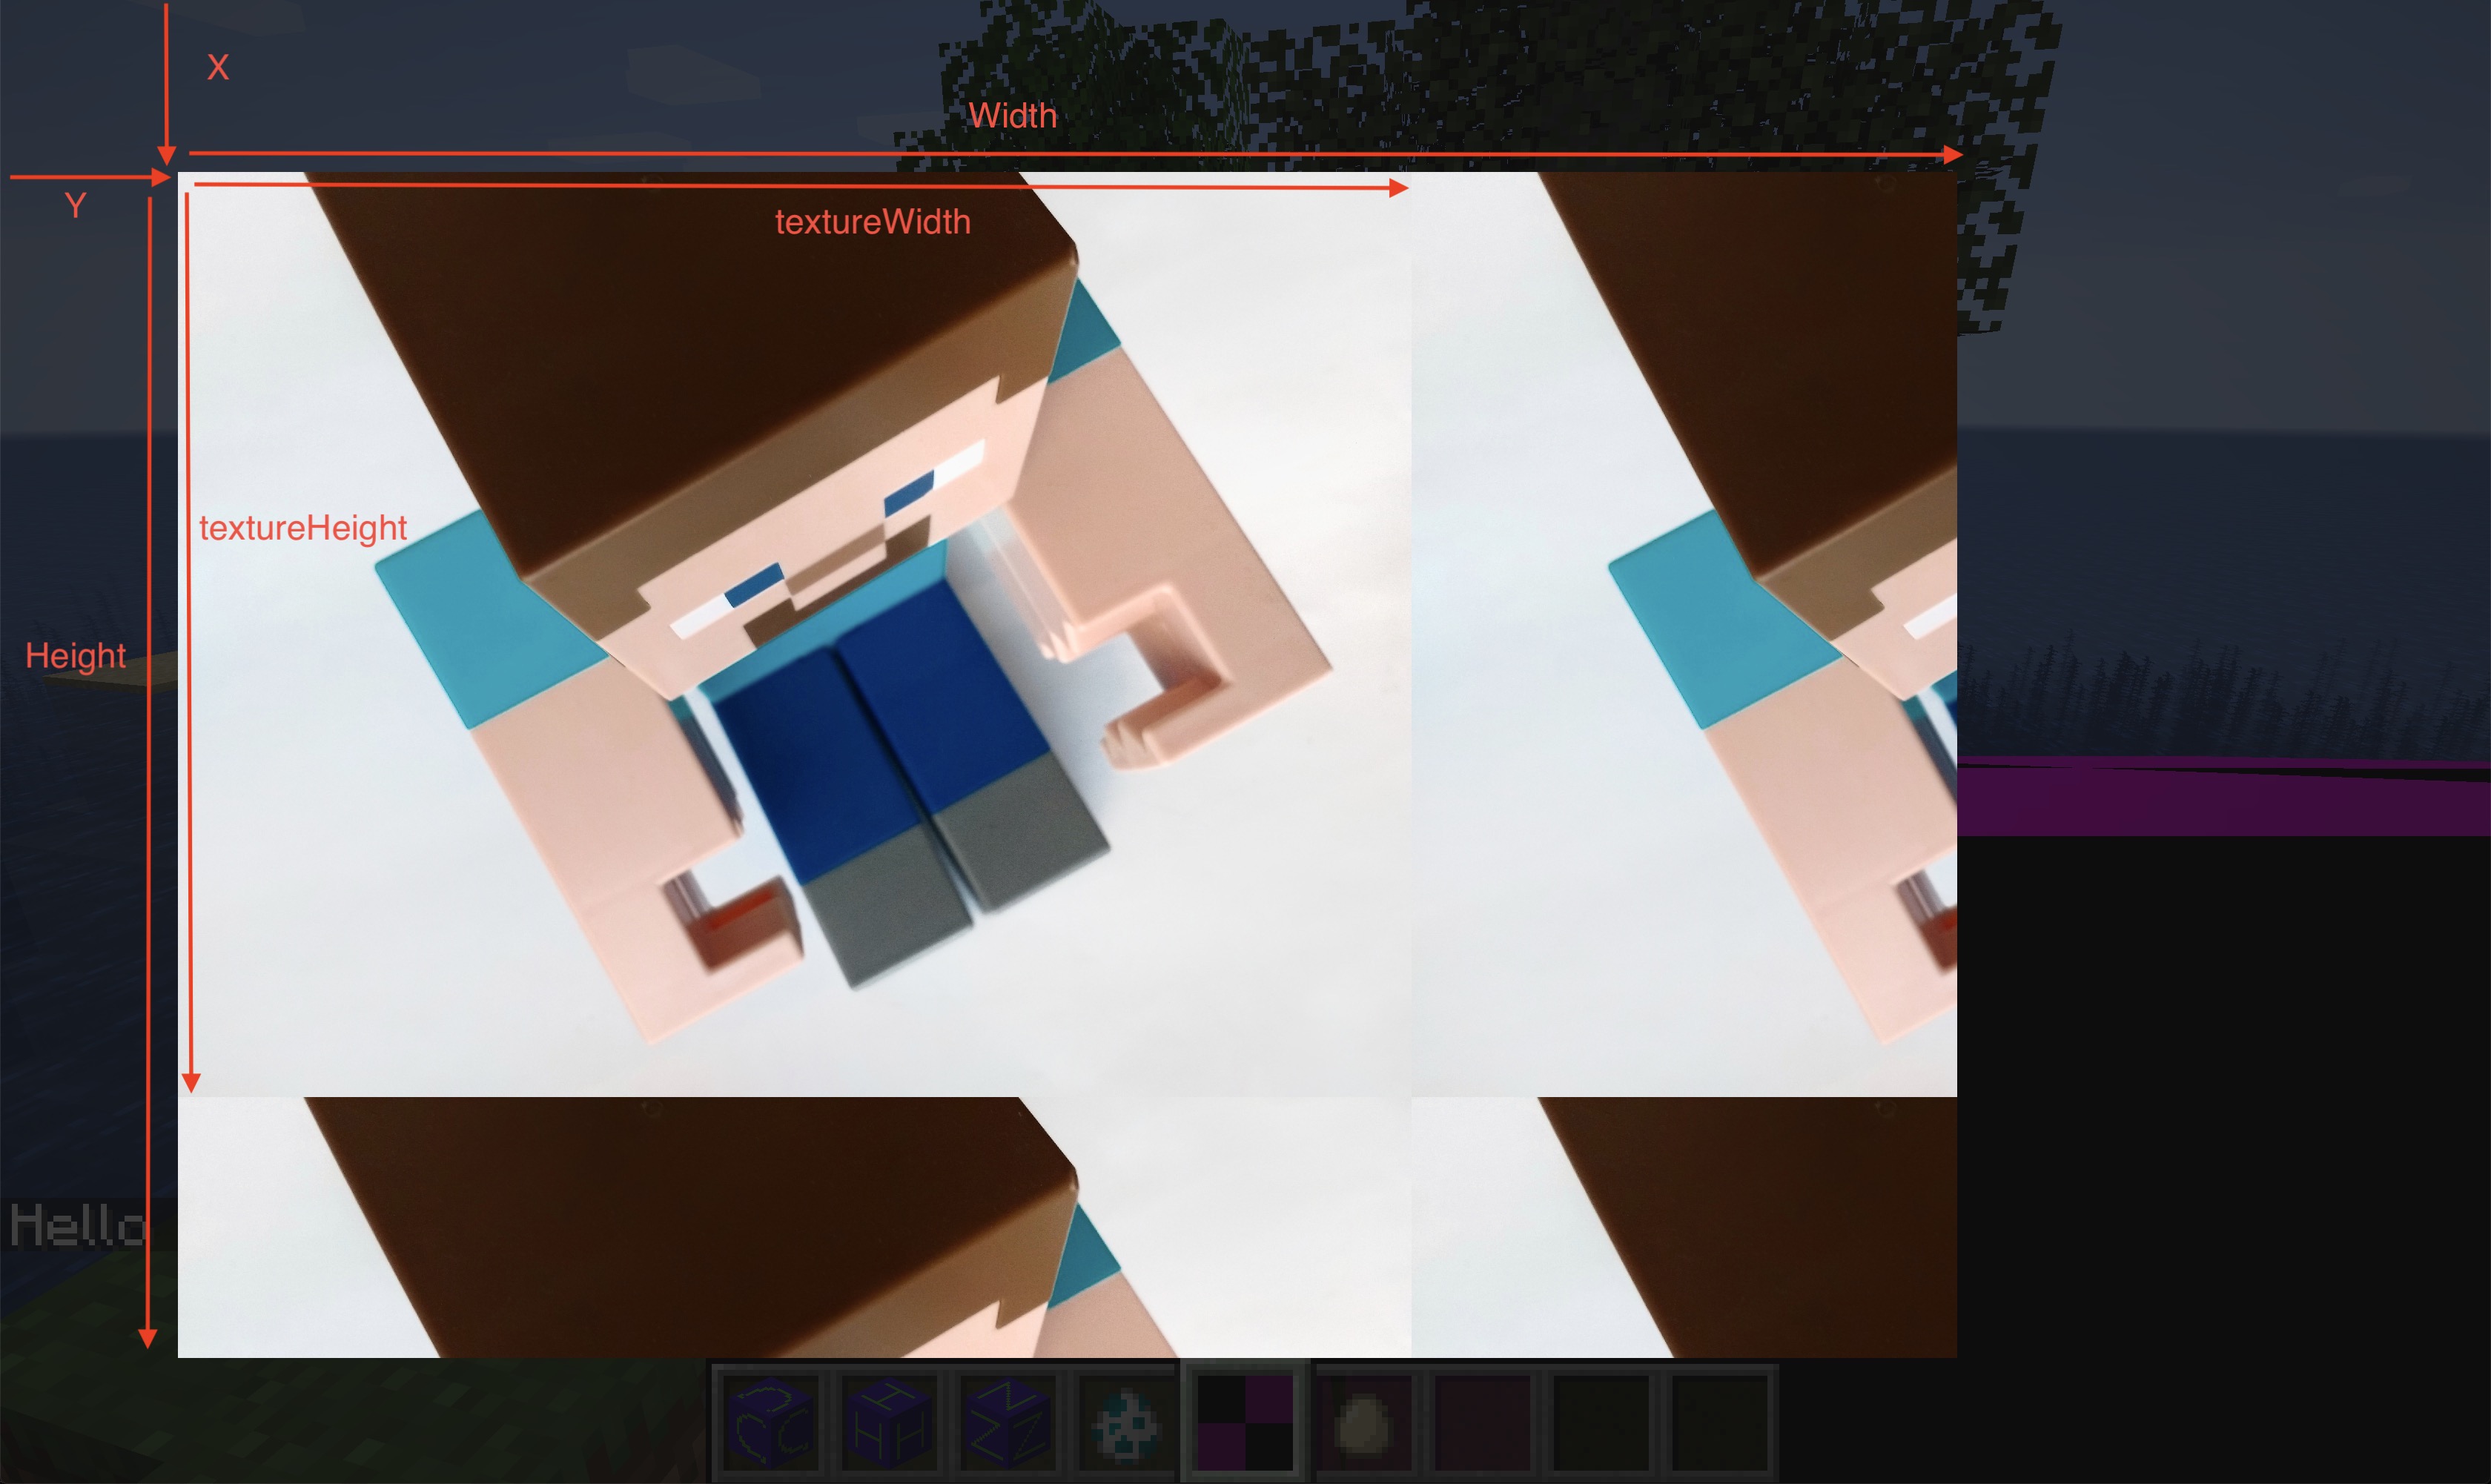 X
Width
Y
textureWidth
textureHeight
Height
Hello
C
H
H H
Z
Z Z